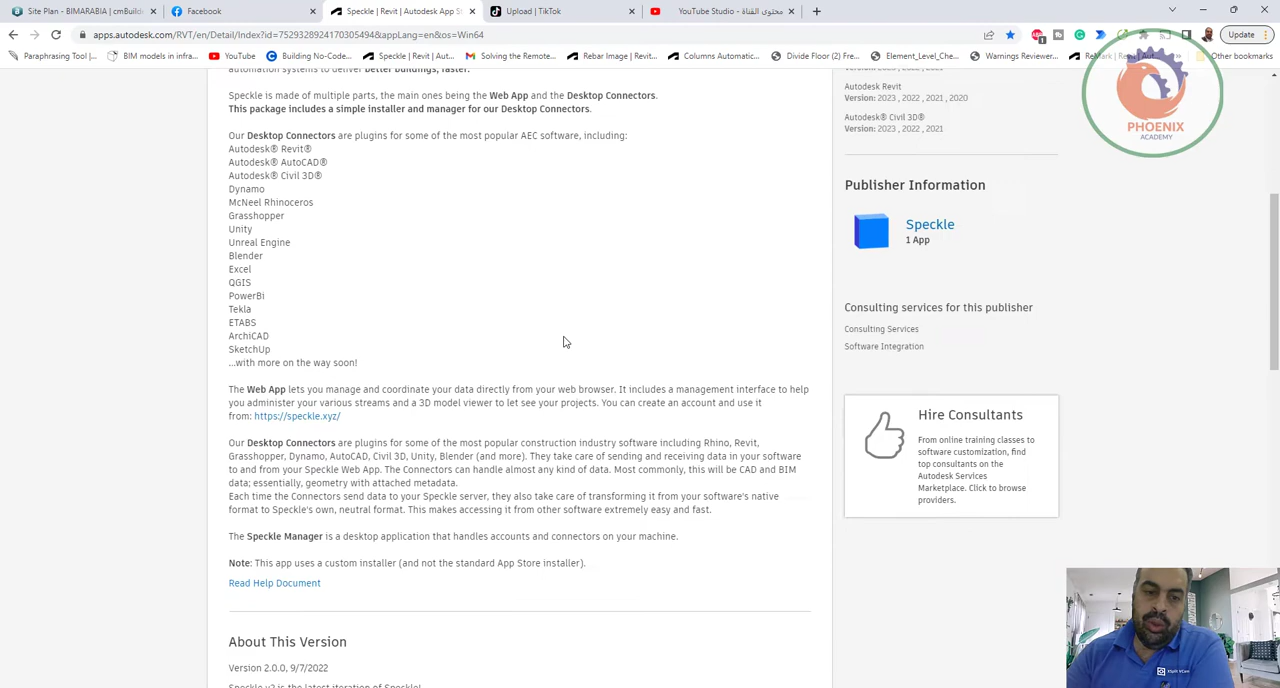 Site Plan - BIMARABIA | cmBuild
Facebook
Speckle | Revit | Autodesk App S
Upload | TikTok
YouTube Studio - محتوى القناة
Update
apps.autodesk.com/RVT/en/Detail/Index?id=7529328924170305494&appLang=en&os=Win64
Paraphrasing Tool |...
BIM models in infra...
YouTube
Building No-Code...
Speckle | Revit | Aut...
Solving the Remote...
Rebar Image | Revit...
Columns Automatic...
Divide Floor (2) Fre...
Element_Level_Che...
Warnings Reviewer...
ReMark | Revit | Aut...
Other bookmarks
automation systems to deliver better buildings, faster.
Speckle is made of multiple parts, the main ones being the Web App and the Desktop Connectors.
This package includes a simple installer and manager for our Desktop Connectors.
Our Desktop Connectors are plugins for some of the most popular AEC software, including:
Autodesk® Revit®
Autodesk® AutoCAD®
Autodesk® Civil 3D®
Dynamo
McNeel Rhinoceros
Grasshopper
Unity
Unreal Engine
Blender
Excel
QGIS
PowerBi
Tekla
ETABS
ArchiCAD
SketchUp
...with more on the way soon!
The Web App lets you manage and coordinate your data directly from your web browser. It includes a management interface to help
you administer your various streams and a 3D model viewer to let see your projects. You can create an account and use it
from: https://speckle.xyz/
Our Desktop Connectors are plugins for some of the most popular construction industry software including Rhino, Revit,
Grasshopper, Dynamo, AutoCAD, Civil 3D, Unity, Blender (and more). They take care of sending and receiving data in your software
to and from your Speckle Web App. The Connectors can handle almost any kind of data. Most commonly, this will be CAD and BIM
data; essentially, geometry with attached metadata.
Each time the Connectors send data to your Speckle server, they also take care of transforming it from your software's native
format to Speckle's own, neutral format. This makes accessing it from other software extremely easy and fast.
The Speckle Manager is a desktop application that handles accounts and connectors on your machine.
Note: This app uses a custom installer (and not the standard App Store installer).
Read Help Document
About This Version
Version 2.0.0, 9/7/2022
Speckle v2 is the latest iteration of Speckle!
Version: 2023 , 2022 , 2021
Autodesk Revit
Version: 2023 , 2022 , 2021 , 2020
Autodesk® Civil 3D®
Version: 2023 , 2022 , 2021
Publisher Information
Speckle
1 App
Consulting services for this publisher
Consulting Services
Software Integration
Hire Consultants
From online training classes to
software customization, find
top consultants on the
Autodesk Services
Marketplace. Click to browse
providers.
PHOENIX
ACADEMY
XSplit VCam